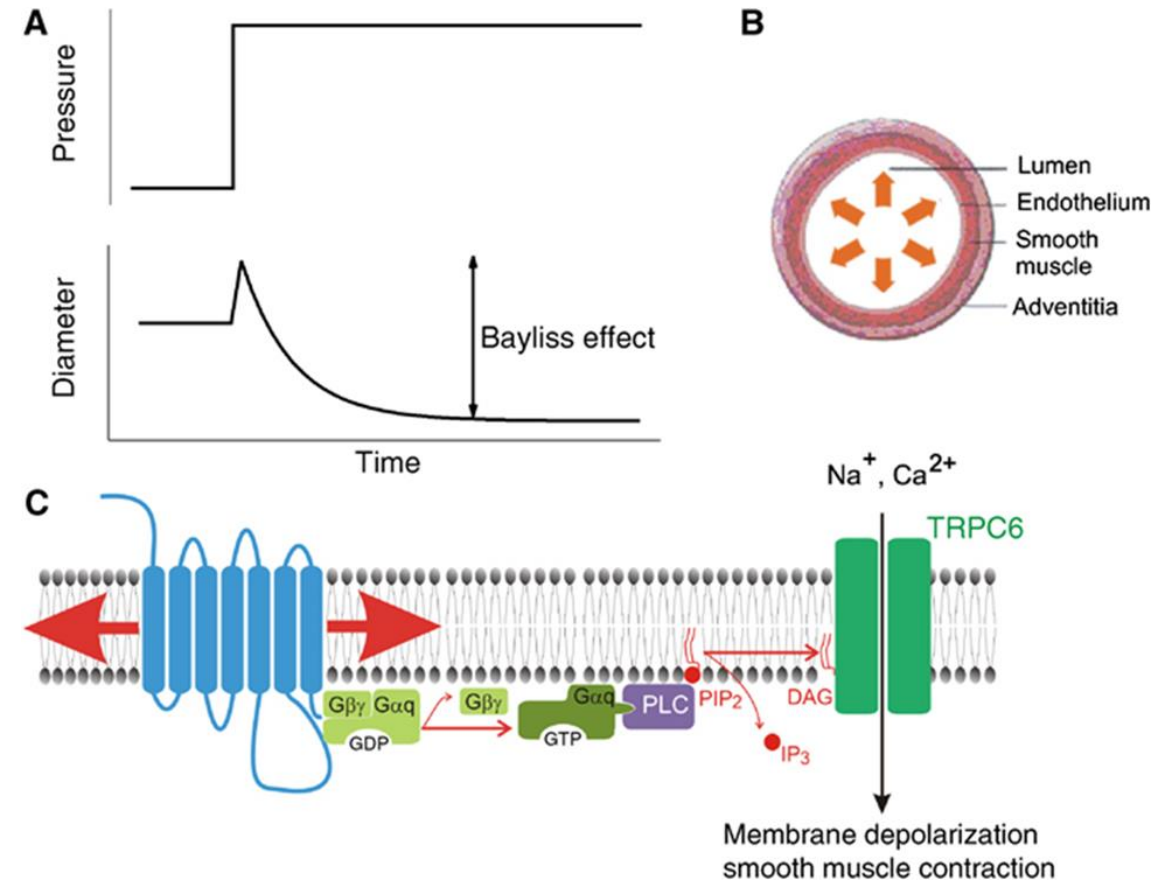 A
Pressure
Diameter
Bayliss effect
Time
B
Lumen
Endothelium
Smooth
muscle
Adventitia
C
Na+, Ca2+
TRPC6
Gβγ Gαq
GDP
Gβγ
Gαq
GTP
PLC
PIP2
DAG
IP3
Membrane depolarization
smooth muscle contraction